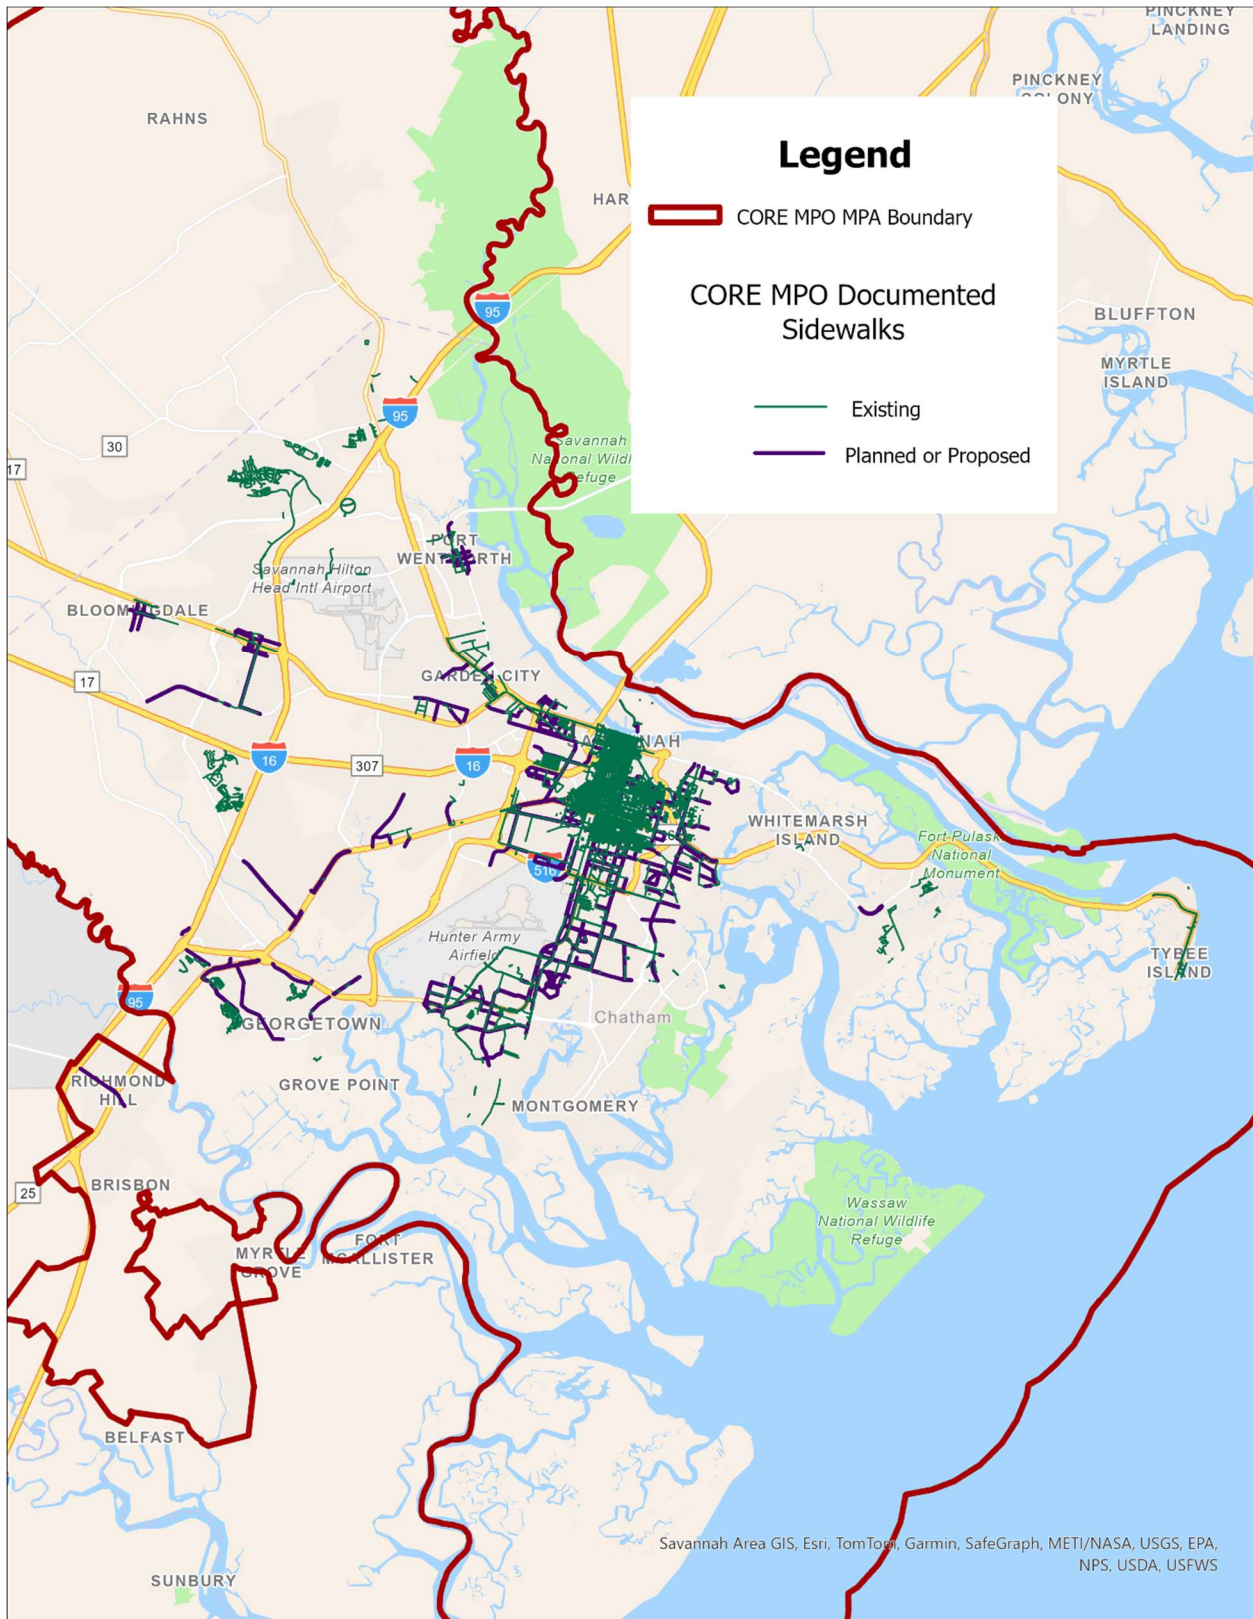 PINCKNEY
LANDING
PINCKNEY
COLONY
RAHNS
HAR
Legend
CORE MPO MPA Boundary
CORE MPO Documented
Sidewalks
Existing
Planned or Proposed
95
BLUFFTON
MYRTLE
ISLAND
95
30
17
Savannah
National Wildl
Refuge
PORT
WENTWORTH
Savannah Hilton
Head Intl Airport
BLOOMINGDALE
17
GARDEN CITY
SAVANNAH
16
307
16
WHITEMARSH
ISLAND
Fort Pulaski
National
Monument
516
Hunter Army
Airfield
TYBEE
ISLAND
95
GEORGETOWN
Chatham
RICHMOND
HILL
GROVE POINT
MONTGOMERY
25
BRISBON
Wassaw
National Wildlife
Refuge
MYRTLE
GROVE
FORT
MCALLISTER
BELFAST
Savannah Area GIS, Esri, TomTom, Garmin, SafeGraph, METI/NASA, USGS, EPA,
NPS, USDA, USFWS
SUNBURY